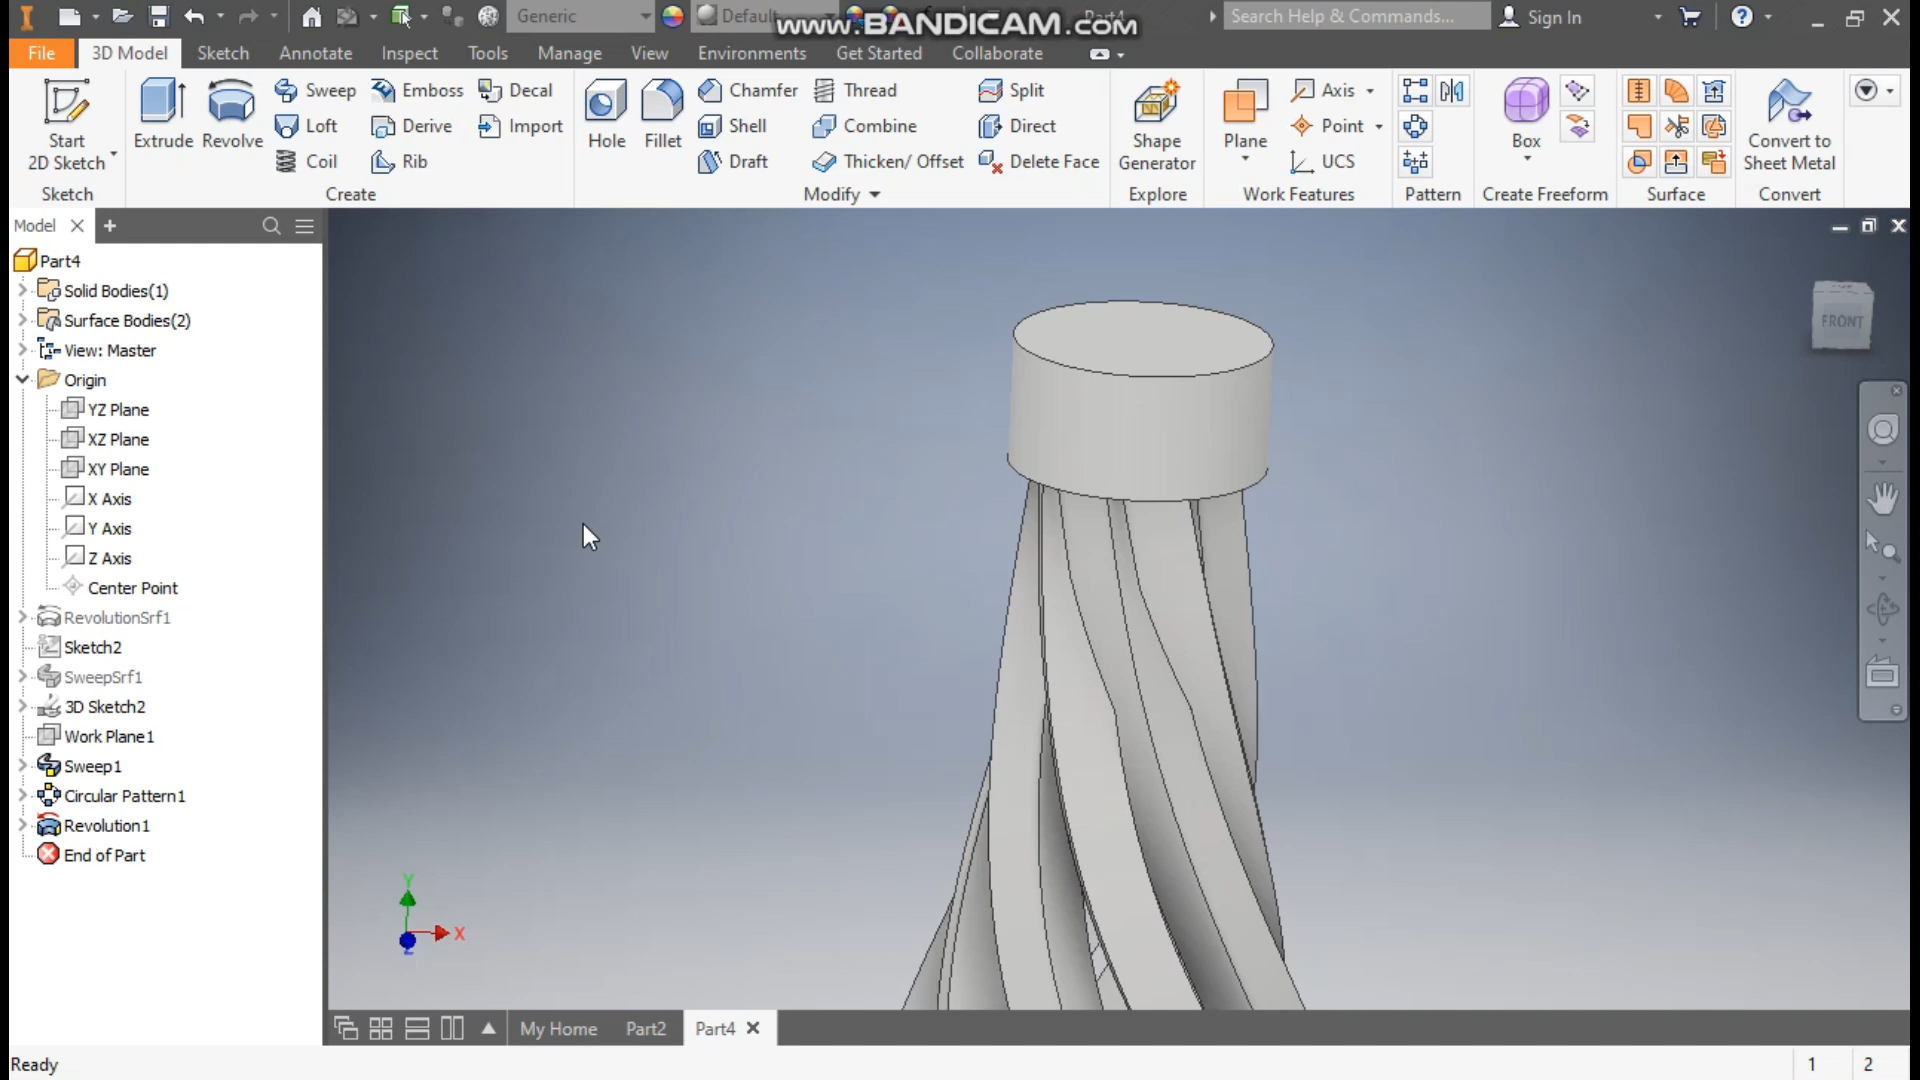 Generic
Default
Part4
www.BANDICAM.com
Search Help & Commands...
Sign In
File
3D Model
Sketch
Annotate
Inspect
Tools
Manage
View
Environments
Get Started
Collaborate
Start
2D Sketch
Sketch
Extrude
Revolve
Sweep
Loft
Coil
Emboss
Derive
Rib
Decal
Import
Create
Hole
Fillet
Chamfer
Shell
Draft
Thread
Combine
Thicken/ Offset
Split
Direct
Delete Face
Modify
Shape
Generator
Explore
Plane
Axis
Point
UCS
Work Features
Pattern
Box
Create Freeform
Surface
Convert to
Sheet Metal
Convert
Model
Part4
Solid Bodies(1)
Surface Bodies(2)
View: Master
Origin
YZ Plane
XZ Plane
XY Plane
X Axis
Y Axis
Z Axis
Center Point
RevolutionSrf1
Sketch2
SweepSrf1
3D Sketch2
Work Plane1
Sweep1
Circular Pattern1
Revolution1
End of Part
FRONT
Y
X
Z
My Home
Part2
Part4
Ready
1
2